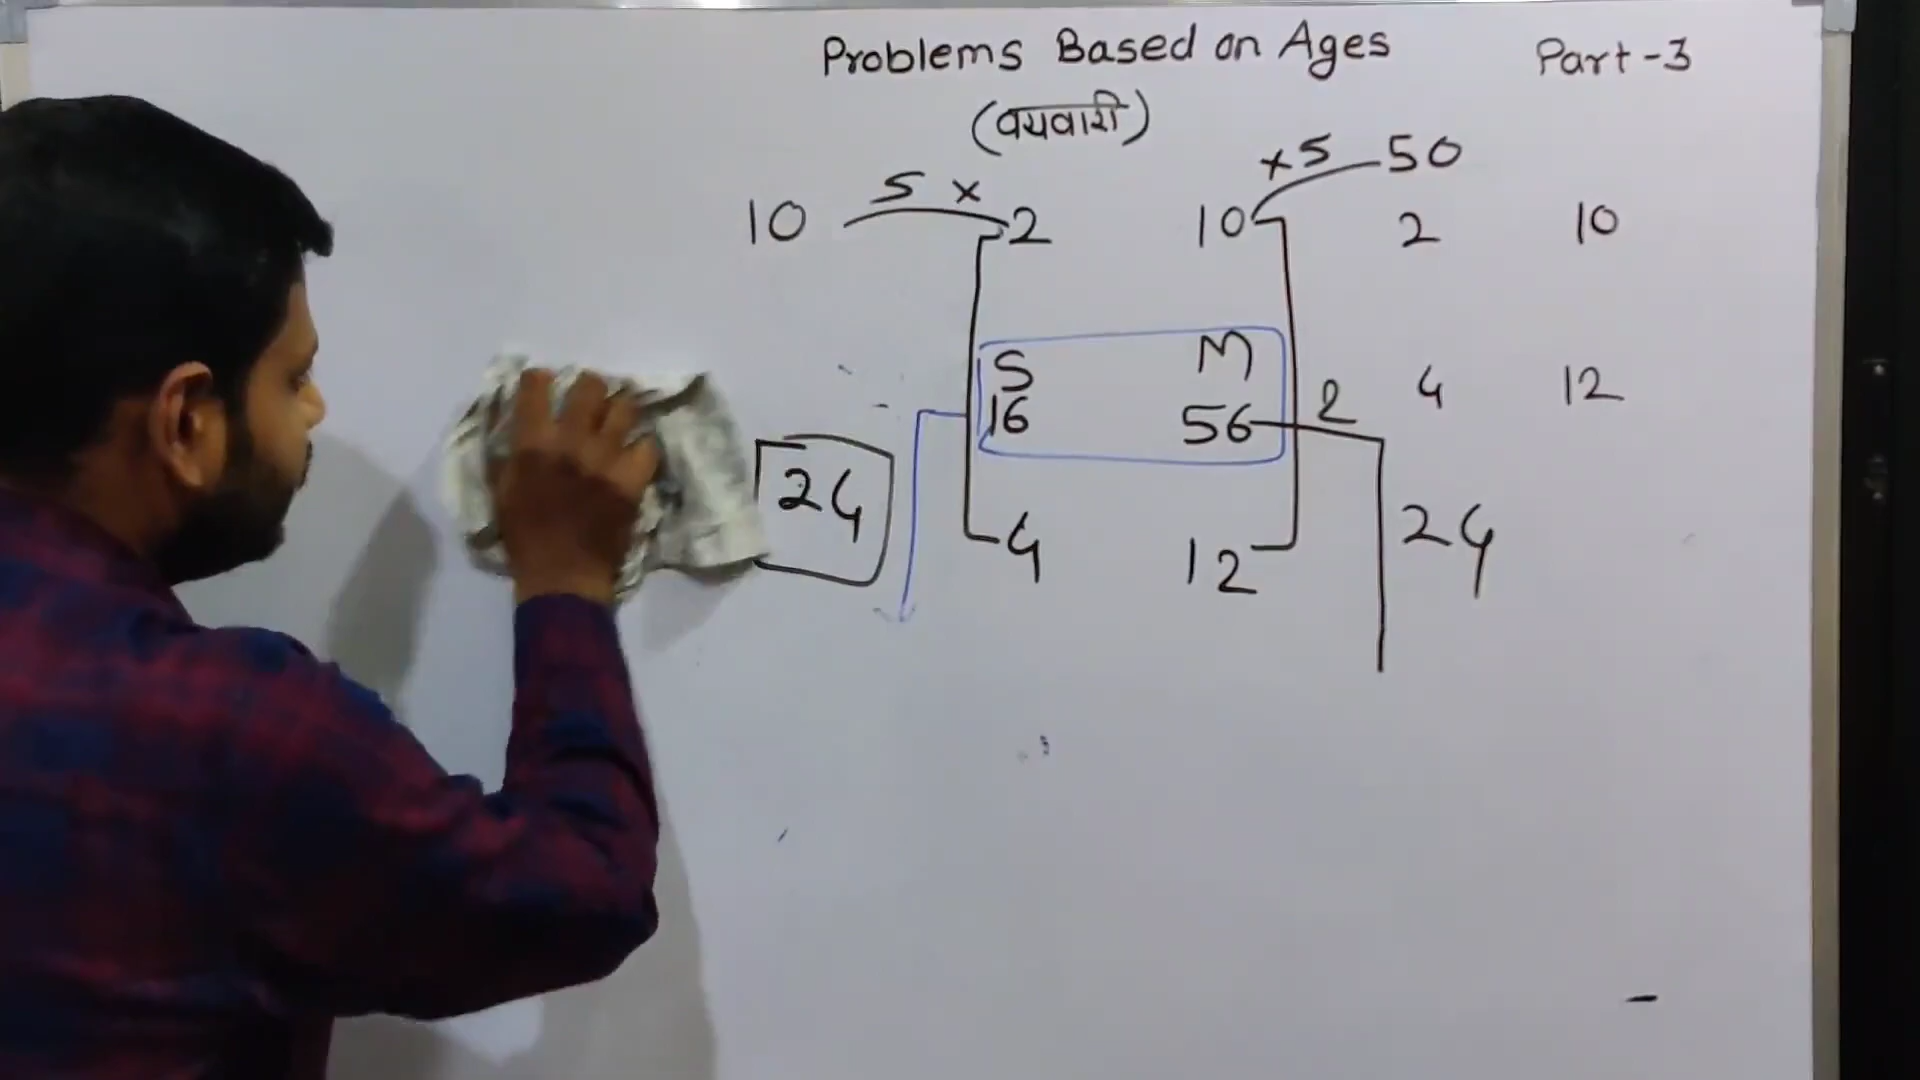 Problems Based on Ages Part-3
(वयवारी)
x5 50
5 x
10 2 10 2 10
S M
16 56 2 4 12
24 24
4 12